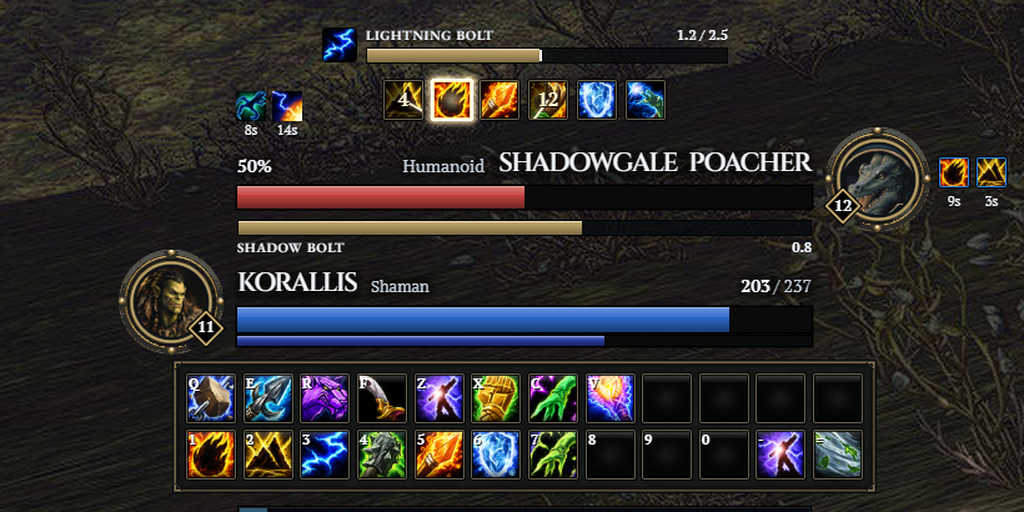 LIGHTNING BOLT 1.2 / 2.5
4 12
8s 14s
50% Humanoid SHADOWGALE POACHER
12
9s 3s
SHADOW BOLT 0.8
KORALLIS Shaman 203 / 237
11
Q E R F Z X C V
1 2 3 4 5 6 7 8 9 0 - =